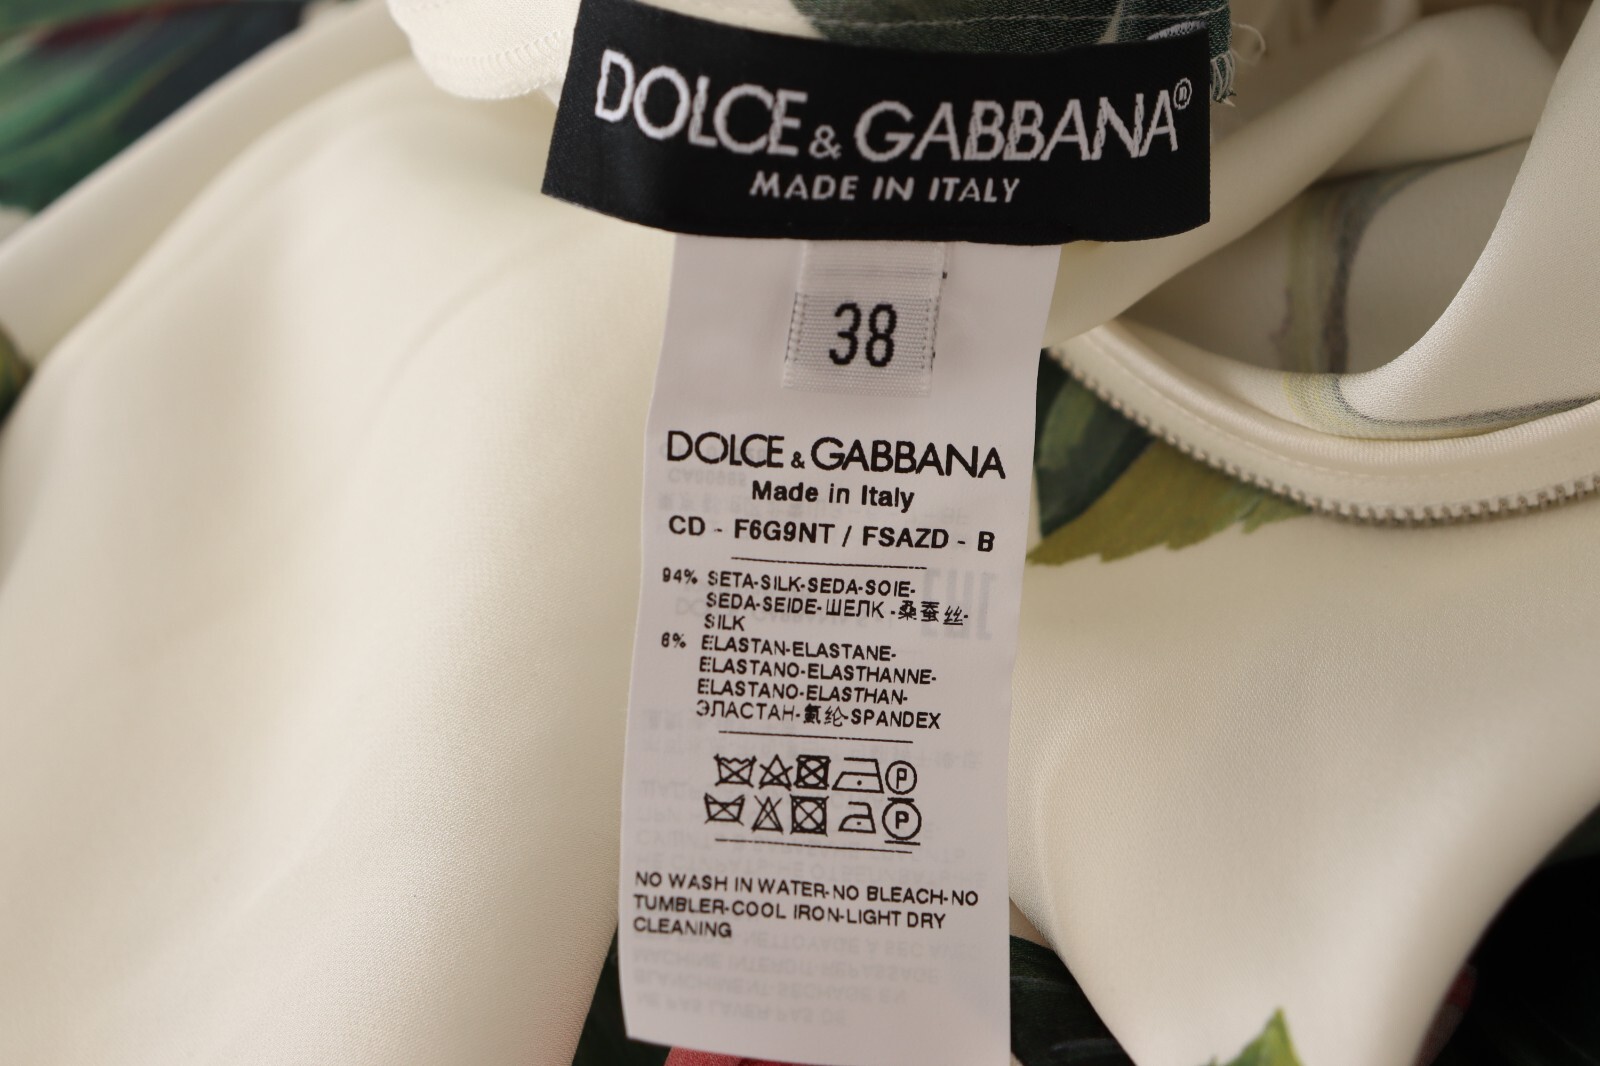 DOLCE & GABBANA®
MADE IN ITALY
38
DOLCE & GABBANA
Made in Italy
CD - F6G9NT / FSAZD - B
94% SETA-SILK-SEDA-SOIE-
SEDA-SEIDE-ШЕЛК-桑蚕丝-
SILK
6% ELASTAN-ELASTANE-
ELASTANO-ELASTHANNE-
ELASTANO-ELASTHAN-
ЭЛАСТАН-氨纶-SPANDEX
P
P
NO WASH IN WATER-NO BLEACH-NO
TUMBLER-COOL IRON-LIGHT DRY
CLEANING